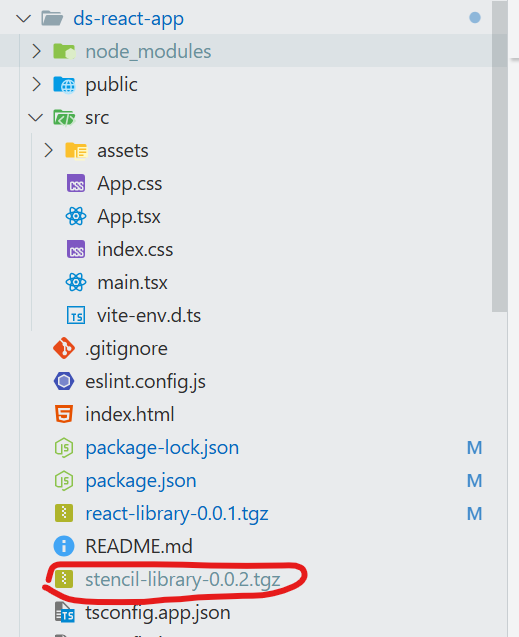 ds-react-app
node_modules
public
src
assets
App.css
App.tsx
index.css
main.tsx
vite-env.d.ts
.gitignore
eslint.config.js
index.html
package-lock.json M
package.json M
react-library-0.0.1.tgz M
README.md
stencil-library-0.0.2.tgz
tsconfig.app.json